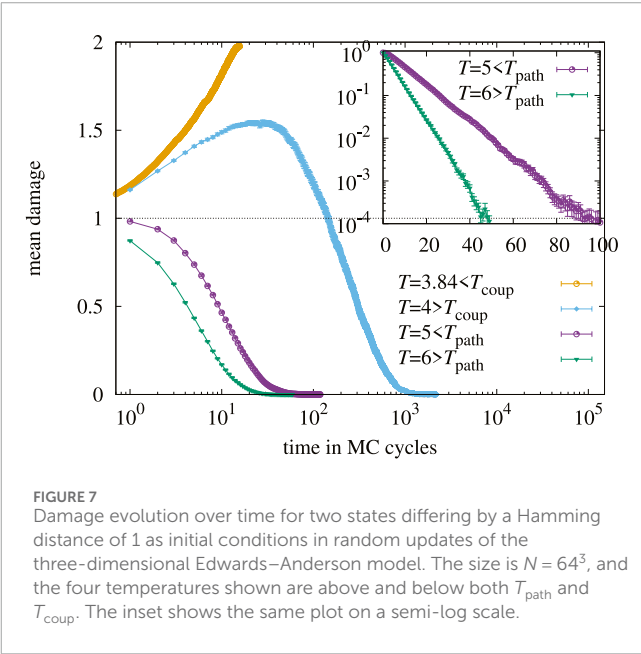 2
1.5
1
0.5
0
mean damage
10^0
10^1
10^2
10^3
10^4
10^5
time in MC cycles
10^0
10^-1
10^-2
10^-3
10^-4
0 20 40 60 80 100
T=5<T_path
T=6>T_path
T=3.84<T_coup
T=4>T_coup
T=5<T_path
T=6>T_path
FIGURE 7
Damage evolution over time for two states differing by a Hamming
distance of 1 as initial conditions in random updates of the
three-dimensional Edwards–Anderson model. The size is N = 64^3, and
the four temperatures shown are above and below both T_path and
T_coup. The inset shows the same plot on a semi-log scale.